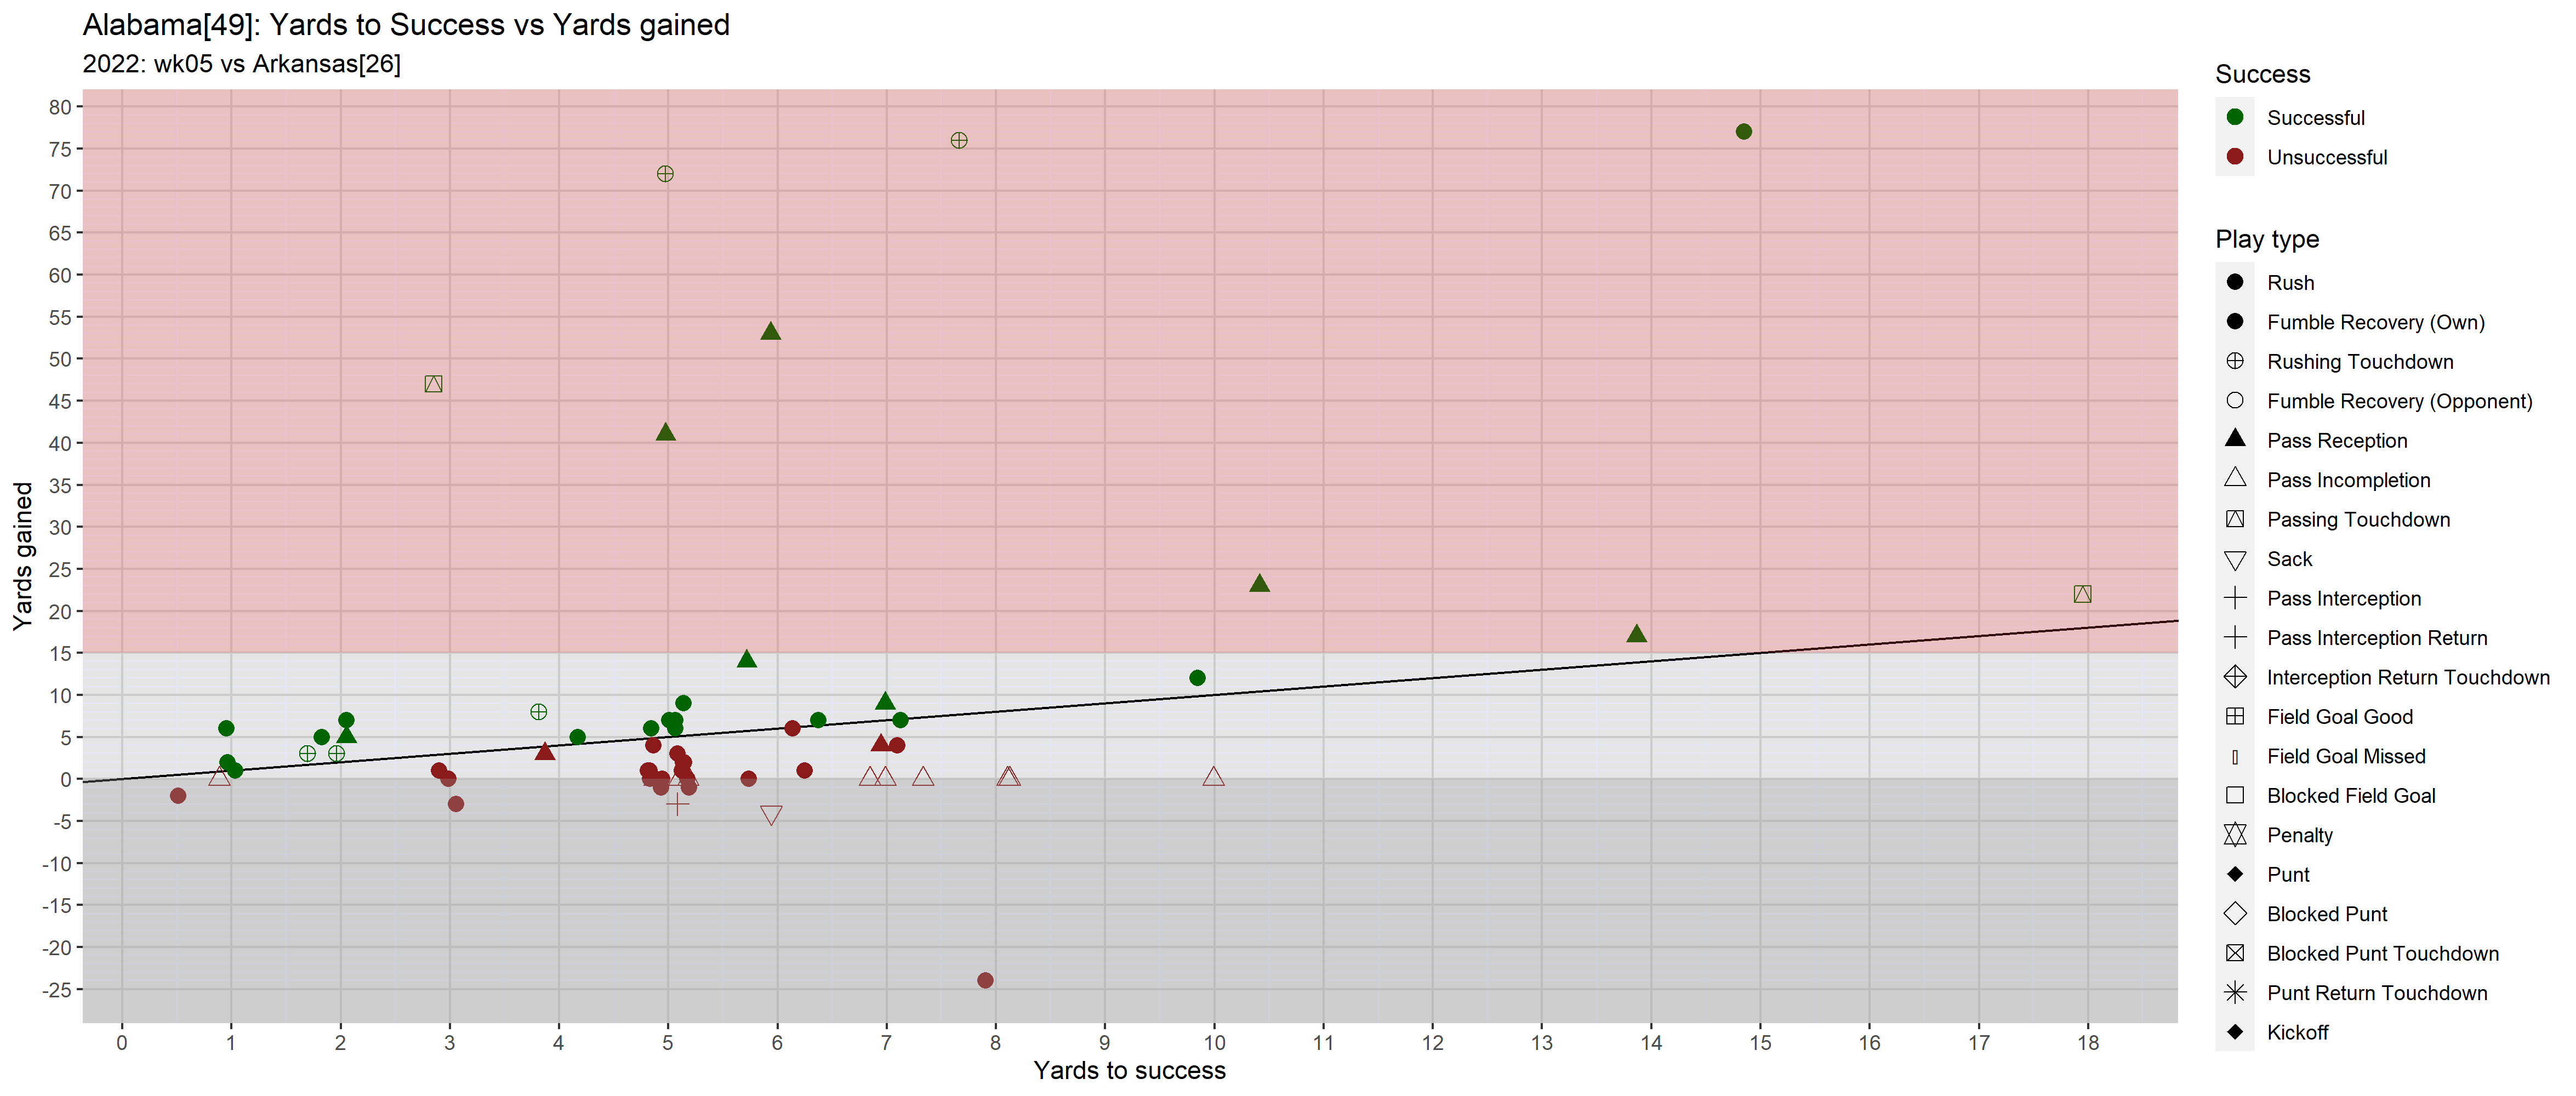 Alabama[49]: Yards to Success vs Yards gained
2022: wk05 vs Arkansas[26]
Yards gained
80
75
70
65
60
55
50
45
40
35
30
25
20
15
10
5
0
-5
-10
-15
-20
-25
0 1 2 3 4 5 6 7 8 9 10 11 12 13 14 15 16 17 18
Yards to success
Success
Successful
Unsuccessful
Play type
Rush
Fumble Recovery (Own)
Rushing Touchdown
Fumble Recovery (Opponent)
Pass Reception
Pass Incompletion
Passing Touchdown
Sack
Pass Interception
Pass Interception Return
Interception Return Touchdown
Field Goal Good
Field Goal Missed
Blocked Field Goal
Penalty
Punt
Blocked Punt
Blocked Punt Touchdown
Punt Return Touchdown
Kickoff